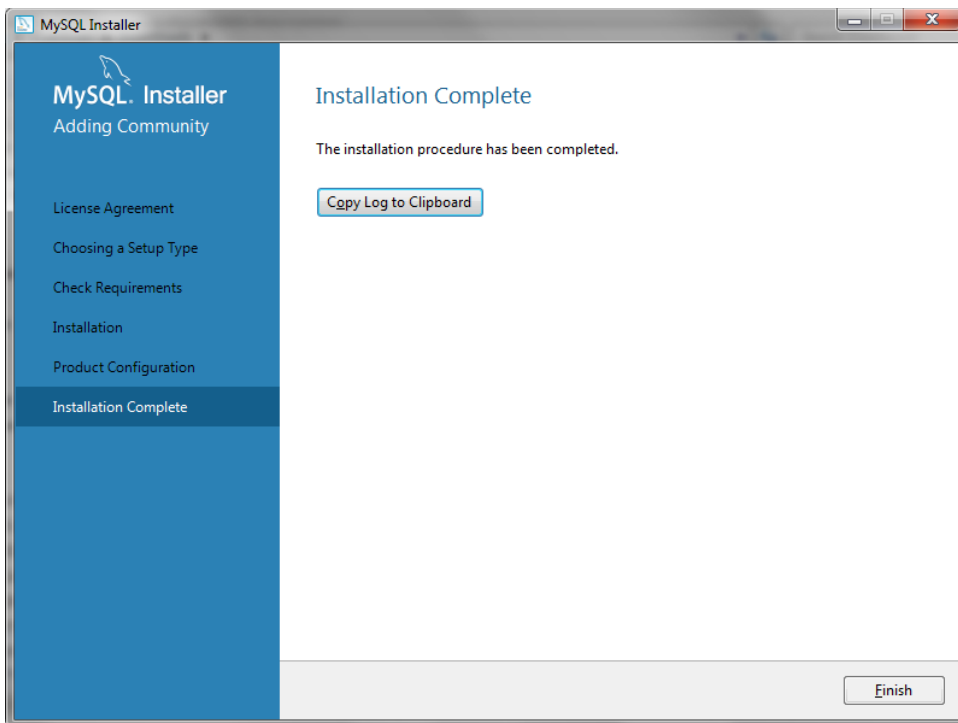 MySQL Installer
MySQL. Installer
Adding Community
License Agreement
Choosing a Setup Type
Check Requirements
Installation
Product Configuration
Installation Complete
Installation Complete
The installation procedure has been completed.
Copy Log to Clipboard
Finish